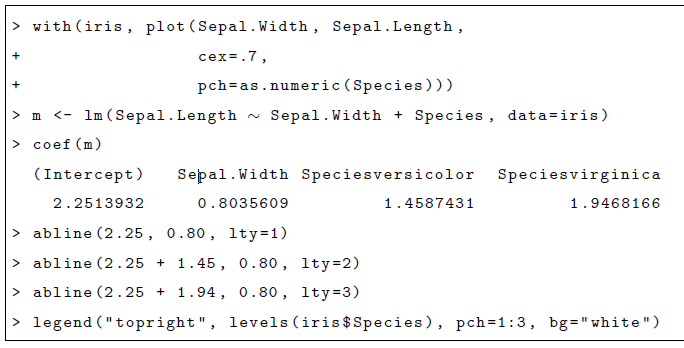 > with(iris, plot(Sepal.Width, Sepal.Length,
+ cex=.7,
+ pch=as.numeric(Species)))
> m <- lm(Sepal.Length ~ Sepal.Width + Species, data=iris)
> coef(m)
(Intercept) Sepal.Width Speciesversicolor Speciesvirginica
2.2513932 0.8035609 1.4587431 1.9468166
> abline(2.25, 0.80, lty=1)
> abline(2.25 + 1.45, 0.80, lty=2)
> abline(2.25 + 1.94, 0.80, lty=3)
> legend("topright", levels(iris$Species), pch=1:3, bg="white")